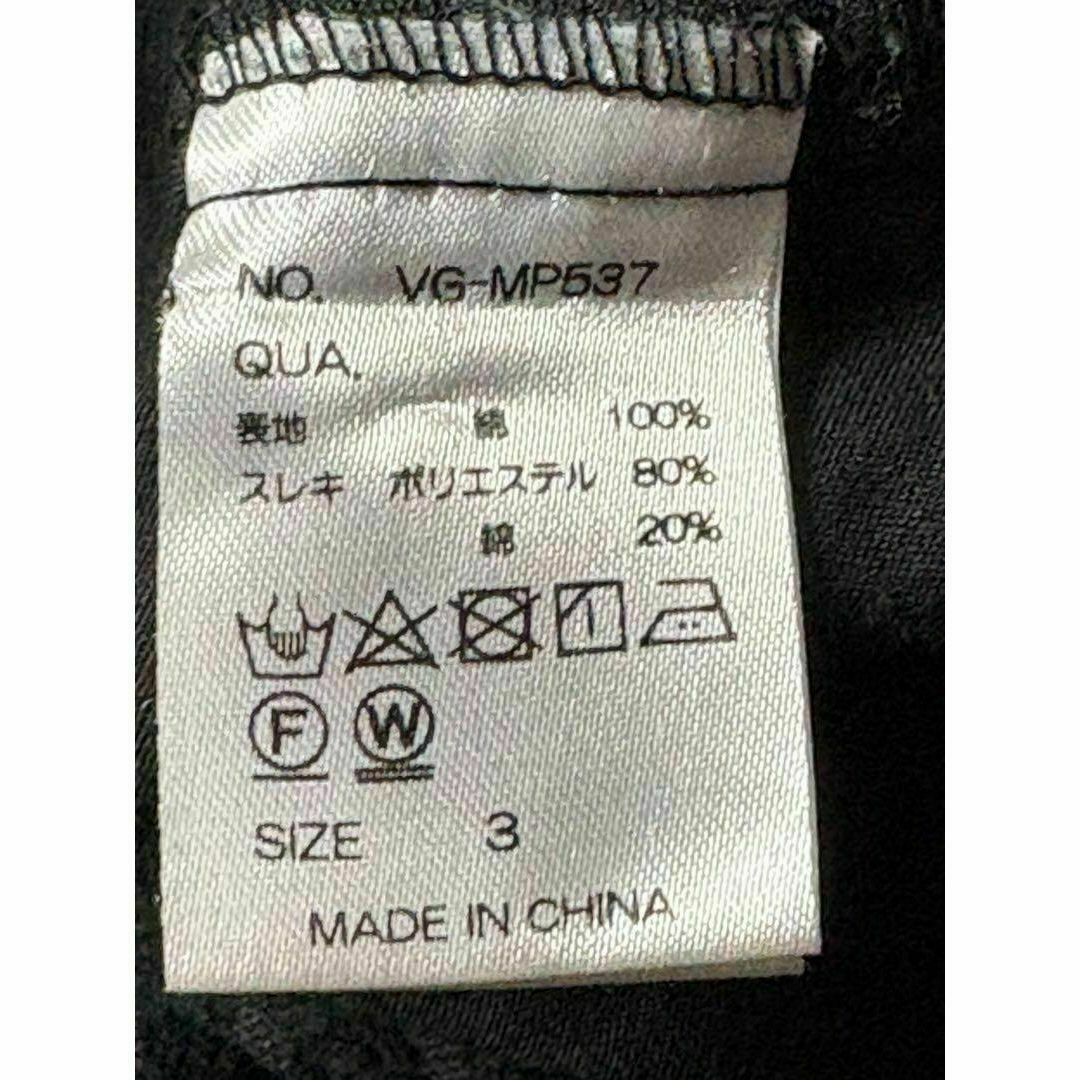 NO. VG-MP537
QUA.
表地 綿 100%
スレキ ポリエステル 80%
綿 20%
F W
SIZE 3
MADE IN CHINA